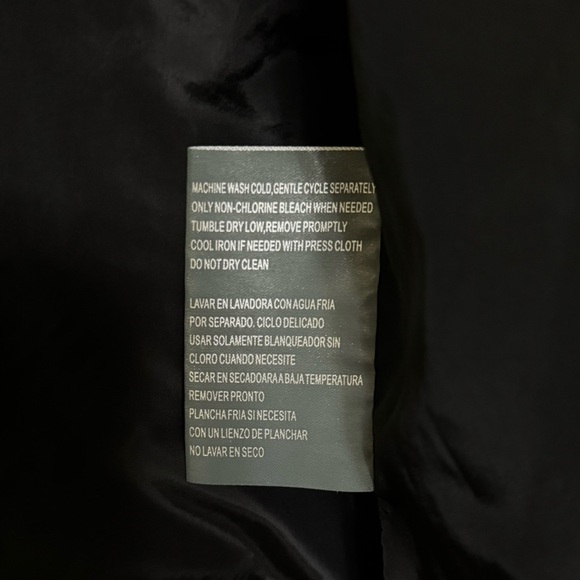 MACHINE WASH COLD,GENTLE CYCLE SEPARATELY
ONLY NON-CHLORINE BLEACH WHEN NEEDED
TUMBLE DRY LOW,REMOVE PROMPTLY
COOL IRON IF NEEDED WITH PRESS CLOTH
DO NOT DRY CLEAN
LAVAR EN LAVADORA CON AGUA FRIA
POR SEPARADO. CICLO DELICADO
USAR SOLAMENTE BLANQUEADOR SIN
CLORO CUANDO NECESITE
SECAR EN SECADOARA A BAJA TEMPERATURA
REMOVER PRONTO
PLANCHA FRIA SI NECESITA
CON UN LIENZO DE PLANCHAR
NO LAVAR EN SECO